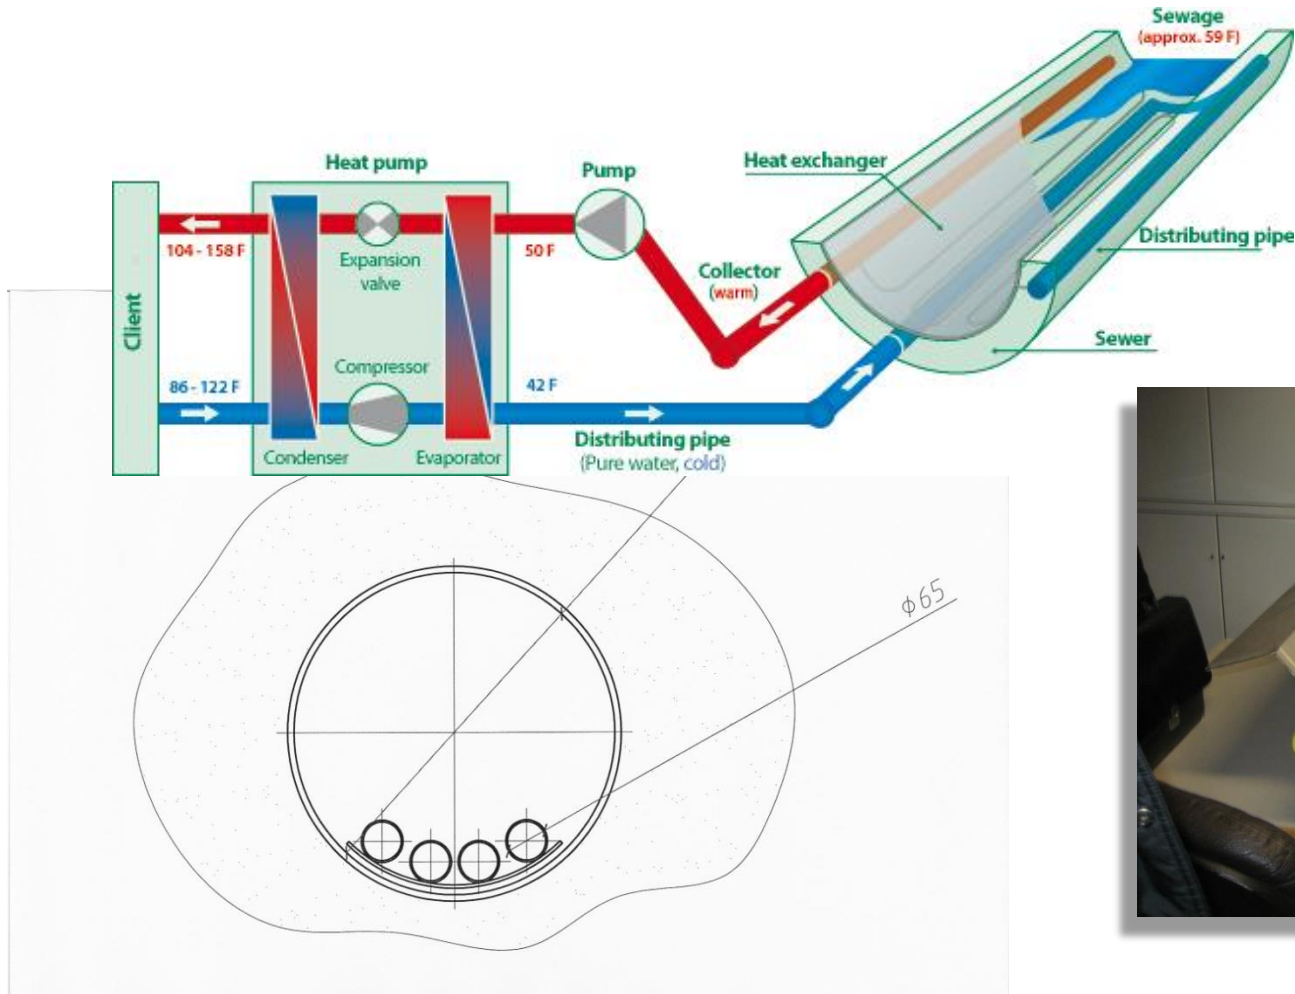 Sewage
(approx. 59 F)
Heat pump
Pump
Heat exchanger
104 - 158 F
Expansion
valve
50 F
Collector
(warm)
Distributing pipe
Client
Sewer
Compressor
86 - 122 F
42 F
Condenser
Evaporator
Distributing pipe
(Pure water, cold)
ϕ65